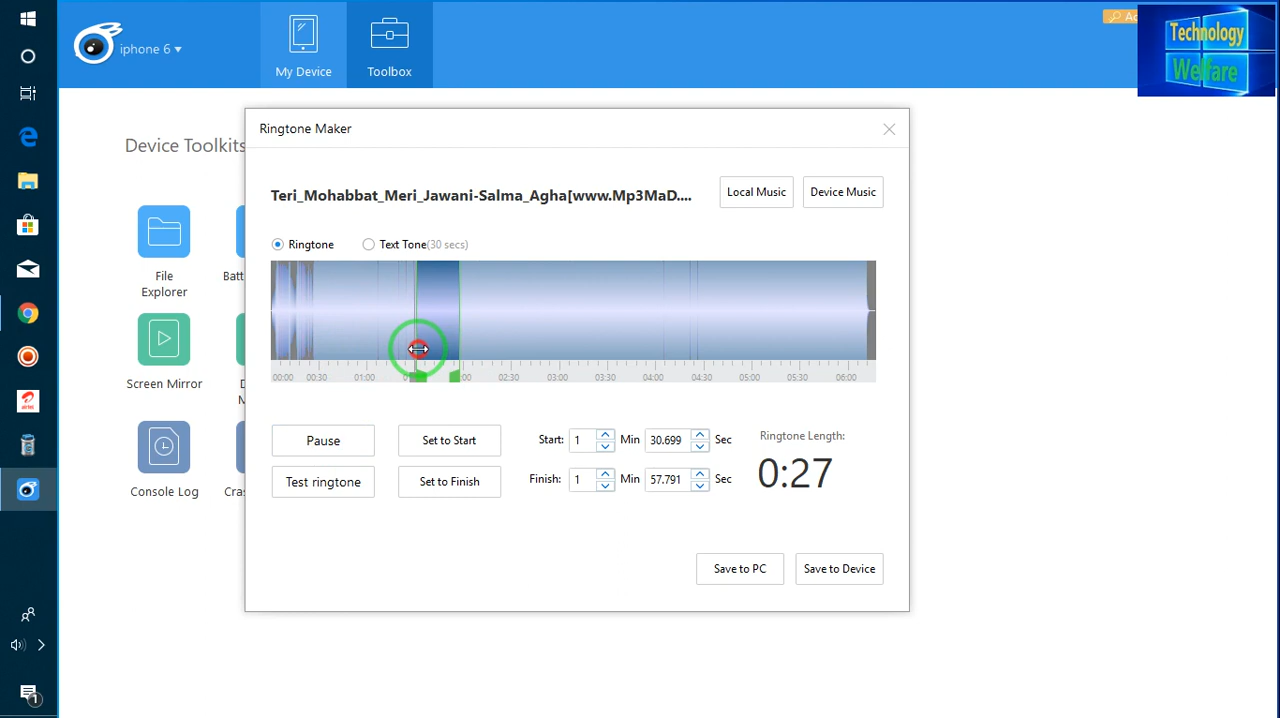 iphone 6
My Device
Toolbox
Technology
Welfare
Device Toolkits
File
Explorer
Screen Mirror
Console Log
Ringtone Maker
Teri_Mohabbat_Meri_Jawani-Salma_Agha[www.Mp3MaD....
Local Music
Device Music
Ringtone
Text Tone(30 secs)
00:00 00:30 01:00 02:30 03:00 03:30 04:00 04:30 05:00 05:30 06:00
Pause
Set to Start
Start: 1 Min 30.699 Sec
Ringtone Length:
Test ringtone
Set to Finish
Finish: 1 Min 57.791 Sec
0:27
Save to PC
Save to Device
airtel
1